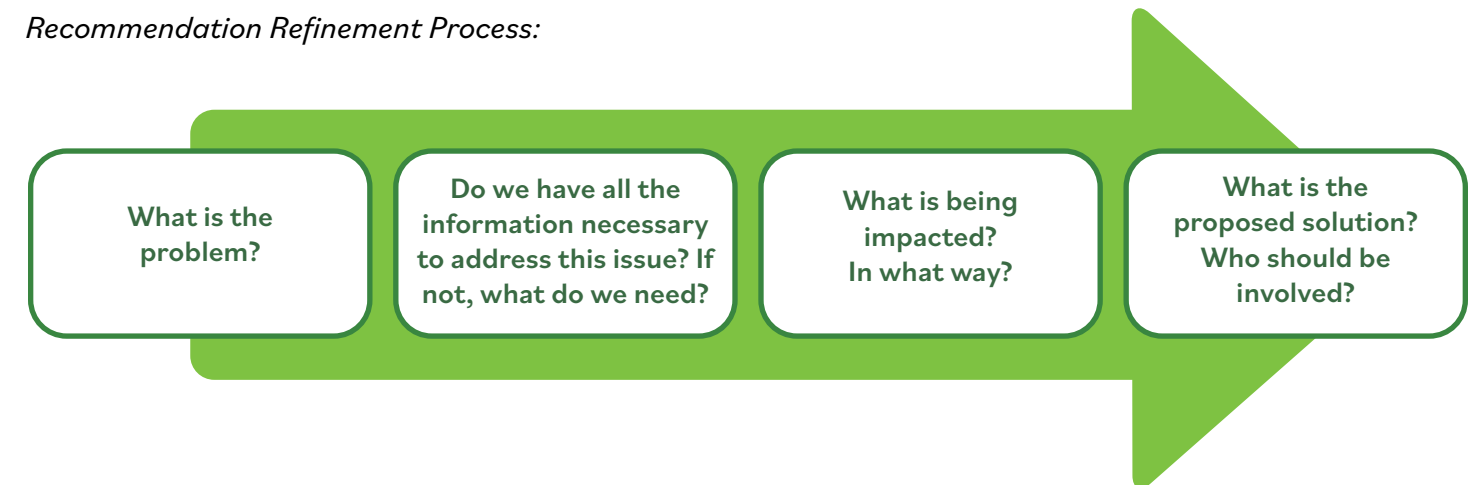 Recommendation Refinement Process:
What is the
problem?
Do we have all the
information necessary
to address this issue? If
not, what do we need?
What is being
impacted?
In what way?
What is the
proposed solution?
Who should be
involved?